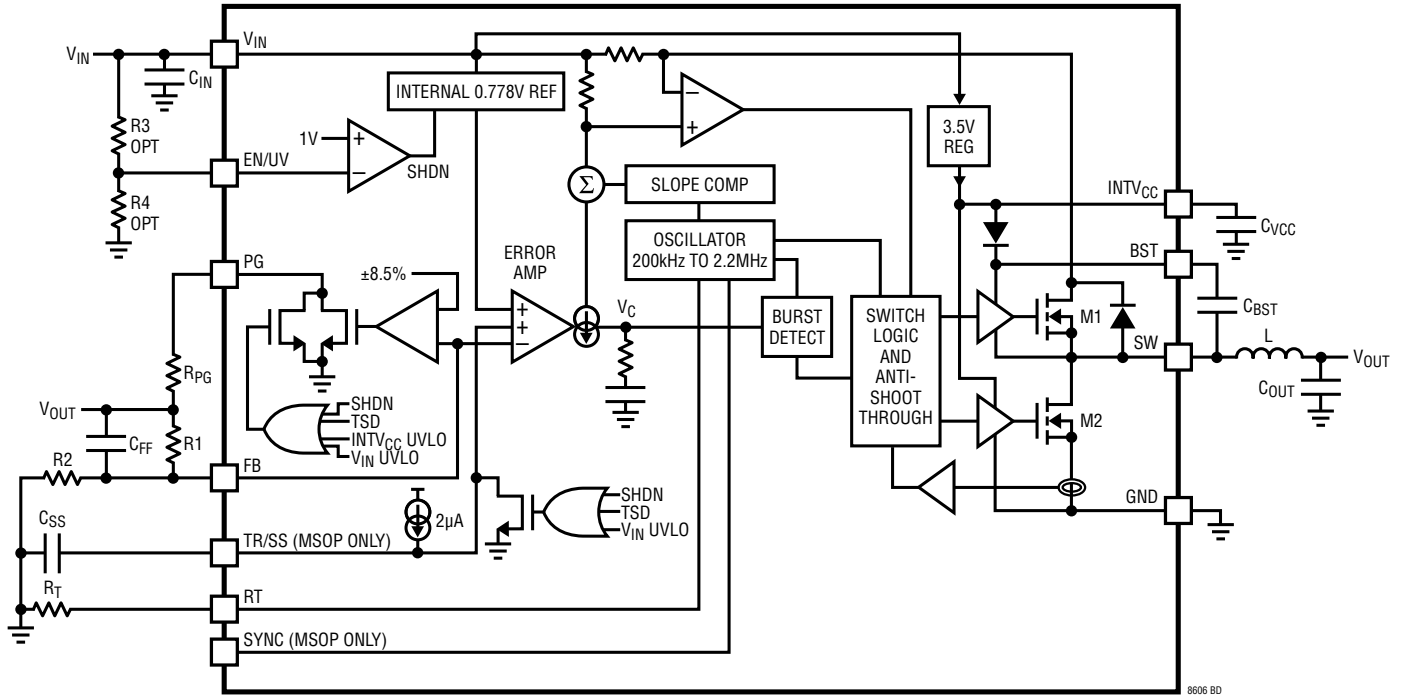 VIN
VIN
CIN
R3
OPT
R4
OPT
EN/UV
1V
+
−
SHDN
INTERNAL 0.778V REF
−
+
3.5V
REG
Σ
SLOPE COMP
OSCILLATOR
200kHz TO 2.2MHz
INTVCC
CVCC
BST
CBST
SW
L
VOUT
COUT
M1
M2
GND
PG
±8.5%
ERROR
AMP
+
+
−
VC
BURST
DETECT
SWITCH
LOGIC
AND
ANTI-
SHOOT
THROUGH
RPG
VOUT
CFF
R1
R2
FB
SHDN
TSD
INTVCC UVLO
VIN UVLO
2µA
SHDN
TSD
VIN UVLO
CSS
TR/SS (MSOP ONLY)
RT
RT
SYNC (MSOP ONLY)
8606 BD